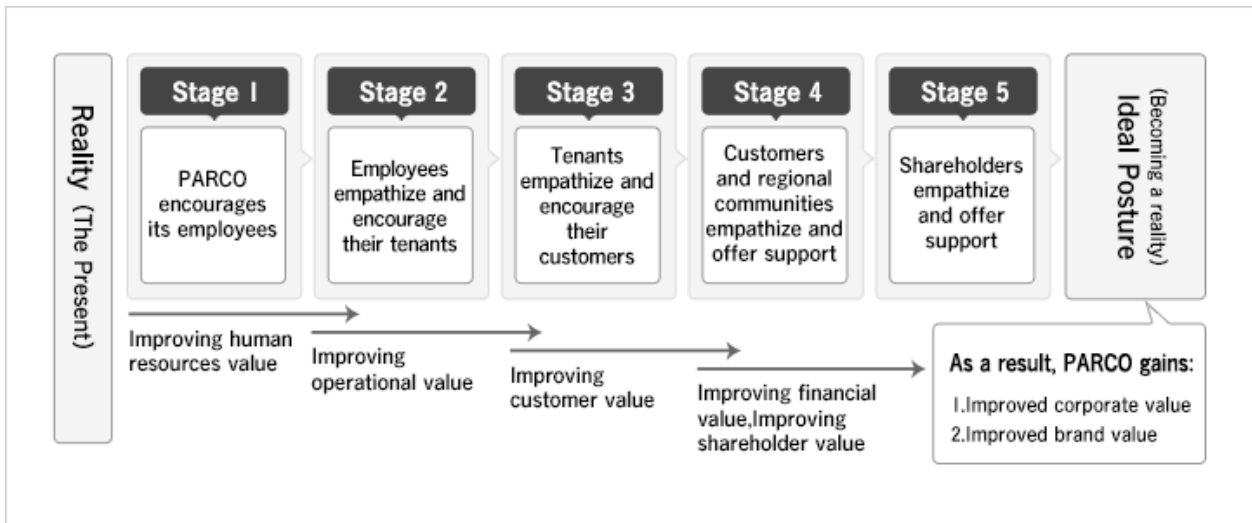 Reality (The Present)
Stage 1
PARCO
encourages
its employees
Stage 2
Employees
empathize and
encourage
their tenants
Stage 3
Tenants
empathize and
encourage
their
customers
Stage 4
Customers
and regional
communities
empathize and
offer support
Stage 5
Shareholders
empathize
and offer
support
(Becoming a reality)
Ideal Posture
Improving human
resources value
Improving
operational value
Improving
customer value
Improving financial
value,Improving
shareholder value
As a result, PARCO gains:
1.Improved corporate value
2.Improved brand value